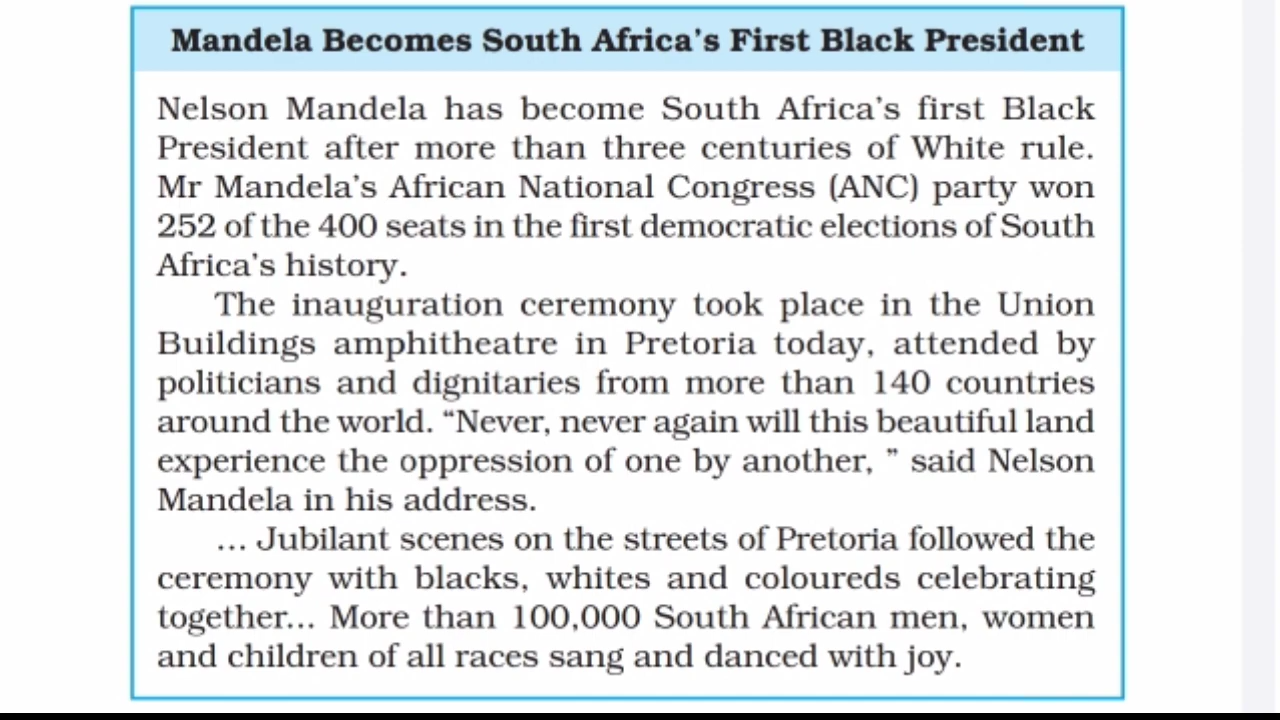 Mandela Becomes South Africa's First Black President
Nelson Mandela has become South Africa's first Black
President after more than three centuries of White rule.
Mr Mandela's African National Congress (ANC) party won
252 of the 400 seats in the first democratic elections of South
Africa's history.
The inauguration ceremony took place in the Union
Buildings amphitheatre in Pretoria today, attended by
politicians and dignitaries from more than 140 countries
around the world. “Never, never again will this beautiful land
experience the oppression of one by another, ” said Nelson
Mandela in his address.
... Jubilant scenes on the streets of Pretoria followed the
ceremony with blacks, whites and coloureds celebrating
together... More than 100,000 South African men, women
and children of all races sang and danced with joy.